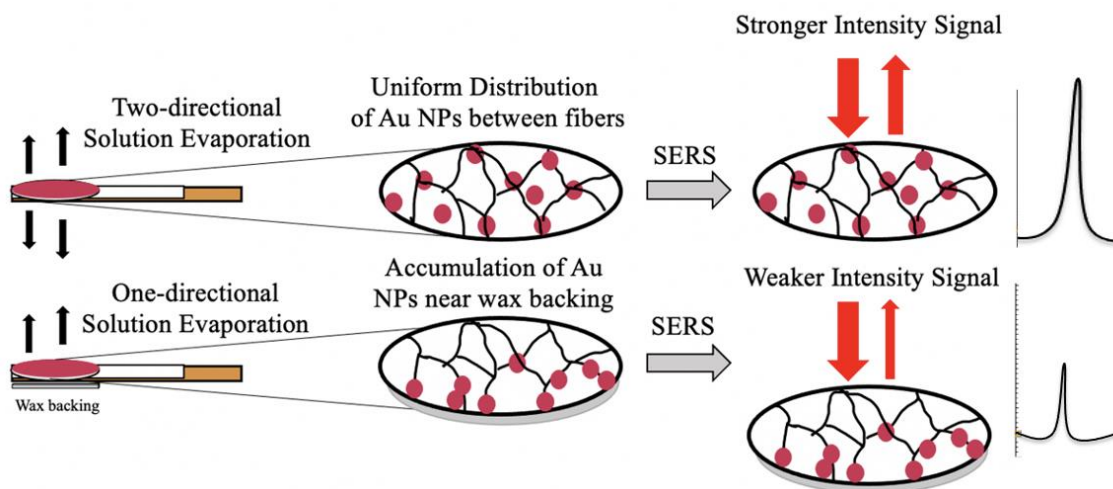 Stronger Intensity Signal
Two-directional
Solution Evaporation
Uniform Distribution
of Au NPs between fibers
SERS
One-directional
Solution Evaporation
Wax backing
Accumulation of Au
NPs near wax backing
SERS
Weaker Intensity Signal